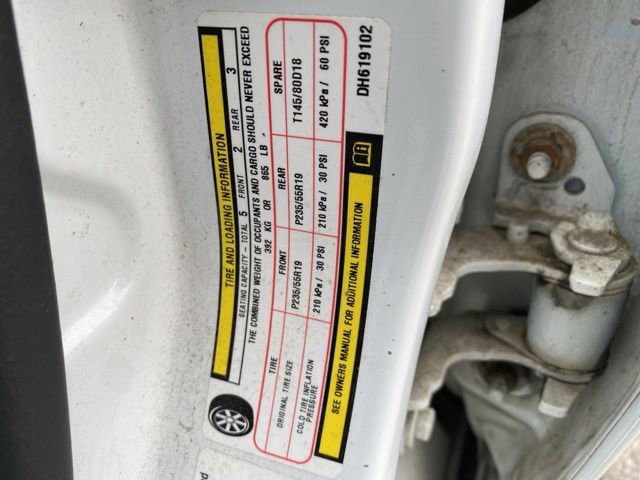 TIRE AND LOADING INFORMATION
SEATING CAPACITY - TOTAL 5 FRONT 2 REAR 3
THE COMBINED WEIGHT OF OCCUPANTS AND CARGO SHOULD NEVER EXCEED
392 KG OR 865 LB
TIRE FRONT REAR SPARE
ORIGINAL TIRE SIZE P235/55R19 P235/55R19 T145/80D18
COLD TIRE INFLATION PRESSURE 210 kPa / 30 PSI 210 kPa / 30 PSI 420 kPa / 60 PSI
SEE OWNERS MANUAL FOR ADDITIONAL INFORMATION
DH619102